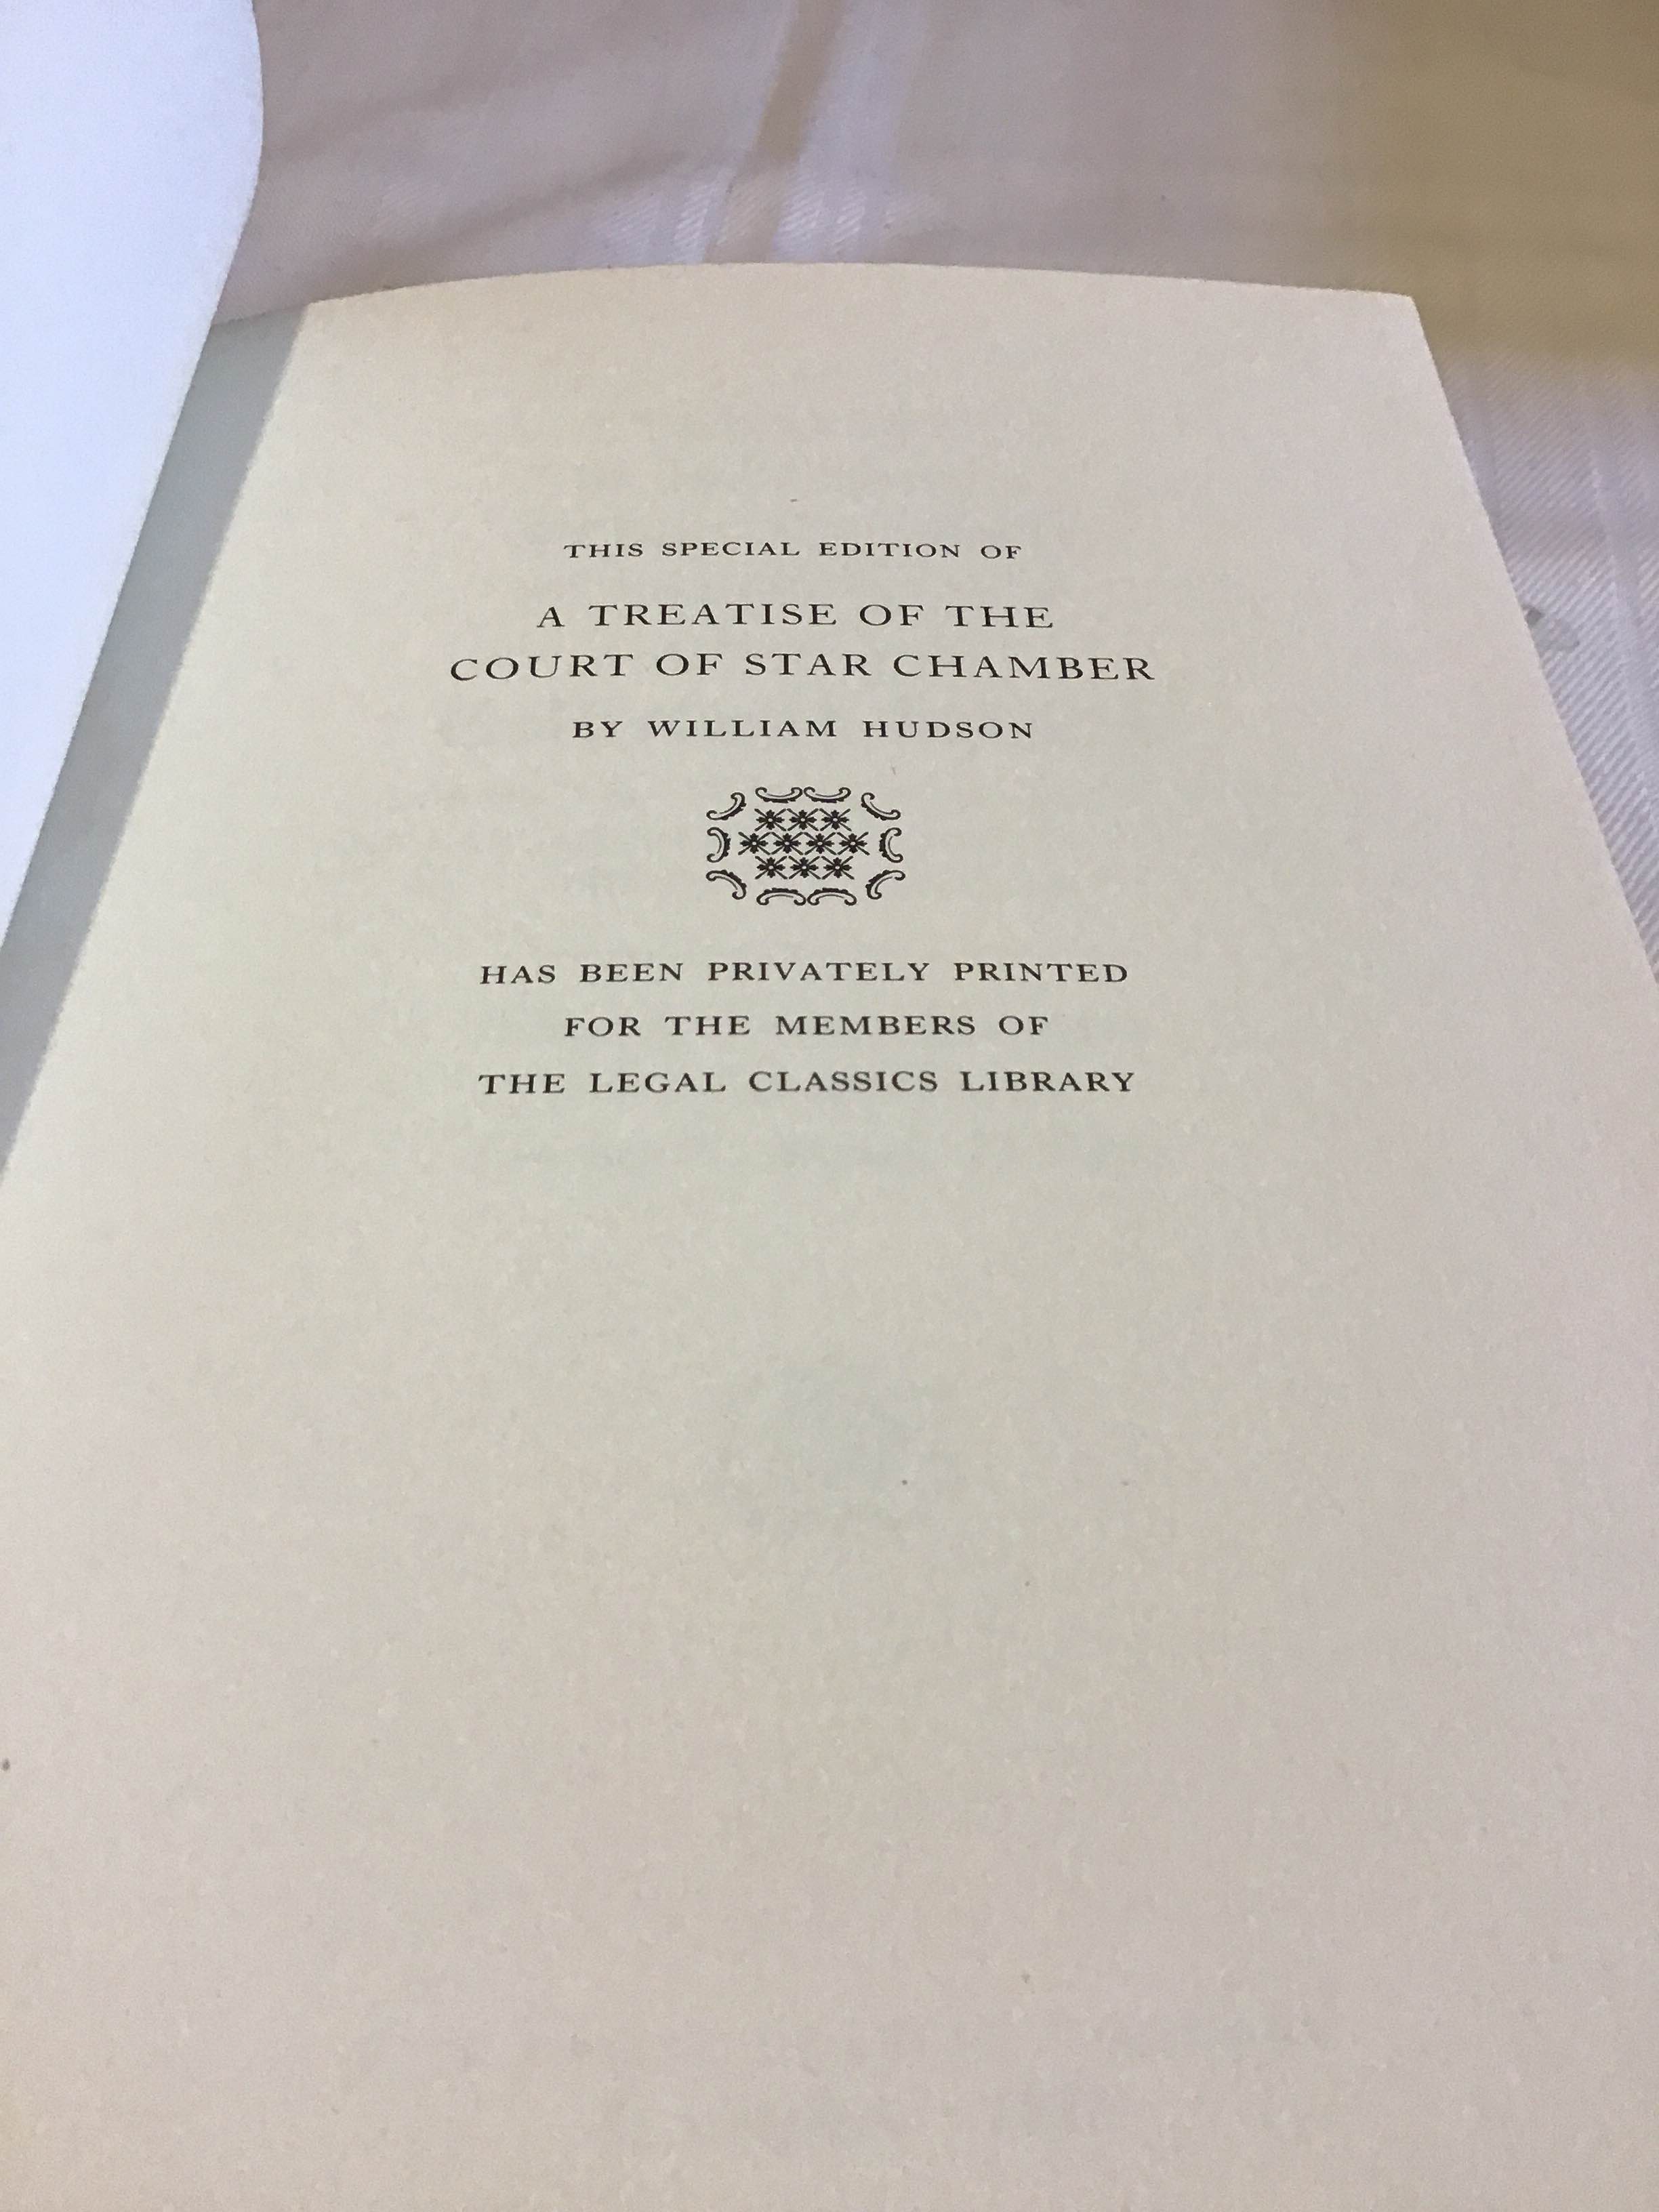 THIS SPECIAL EDITION OF
A TREATISE OF THE
COURT OF STAR CHAMBER
BY WILLIAM HUDSON
HAS BEEN PRIVATELY PRINTED
FOR THE MEMBERS OF
THE LEGAL CLASSICS LIBRARY